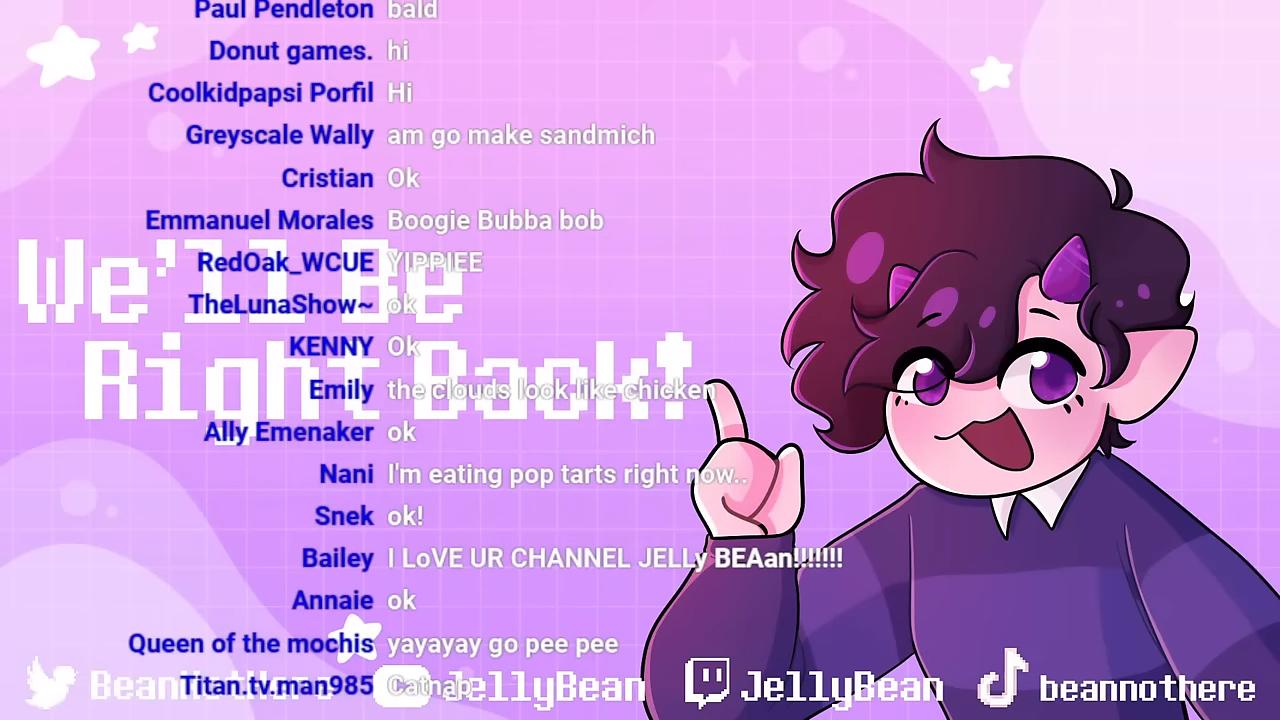 Paul Pendleton bald
Donut games. hi
Coolkidpapsi Porfil Hi
Greyscale Wally am go make sandmich
Cristian Ok
Emmanuel Morales Boogie Bubba bob
We'll Be
RedOak_WCUE YIPPIEE
TheLunaShow~ ok
KENNY Ok
Right Back!
Emily the clouds look like chicken
Ally Emenaker ok
Nani I'm eating pop tarts right now..
Snek ok!
Bailey I LoVE UR CHANNEL JELLy BEAan!!!!!!!
Annaie ok
Queen of the mochis yayayay go pee pee
Titan.tv.man985 Catnap
JellyBean JellyBean beannothere